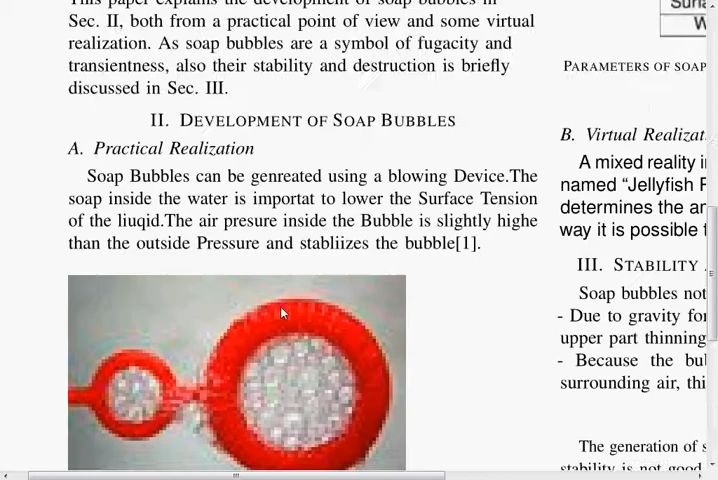 This paper explains the development of soap bubbles in
Sec. II, both from a practical point of view and some virtual
realization. As soap bubbles are a symbol of fugacity and
transientness, also their stability and destruction is briefly
discussed in Sec. III.
II. DEVELOPMENT OF SOAP BUBBLES
A. Practical Realization
Soap Bubbles can be genreated using a blowing Device.The
soap inside the water is importat to lower the Surface Tension
of the liuqid.The air presure inside the Bubble is slightly highe
than the outside Pressure and stabliizes the bubble[1].
PARAMETERS OF SOAP
B. Virtual Realizat
A mixed reality i
named “Jellyfish
determines the ar
way it is possible
III. STABILITY
Soap bubbles not
- Due to gravity for
upper part thinning
- Because the bul
surrounding air, thi
The generation of s
stability is not good